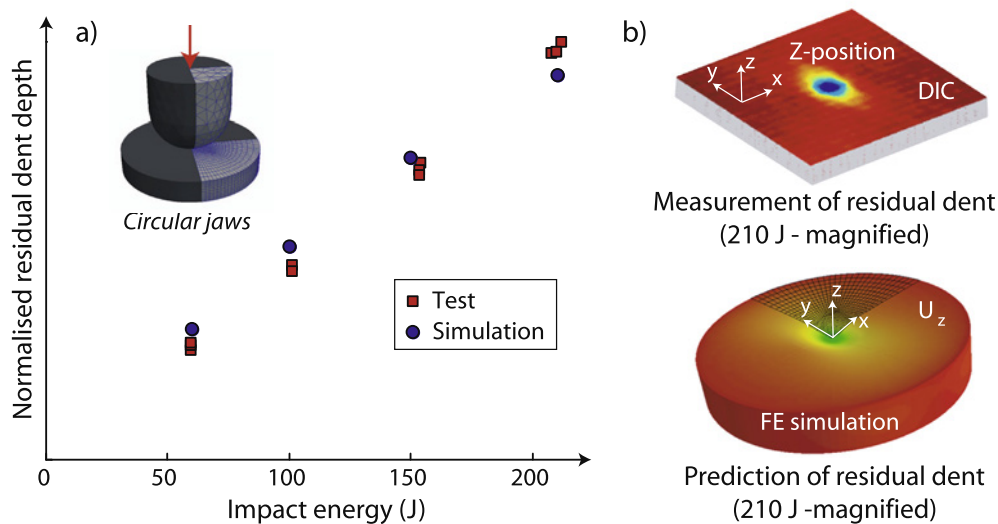 a)
Circular jaws
Normalised residual dent depth
Test
Simulation
0 50 100 150 200
Impact energy (J)
b)
Z-position
z
y
x
DIC
Measurement of residual dent
(210 J - magnified)
z
y
x
U z
FE simulation
Prediction of residual dent
(210 J -magnified)